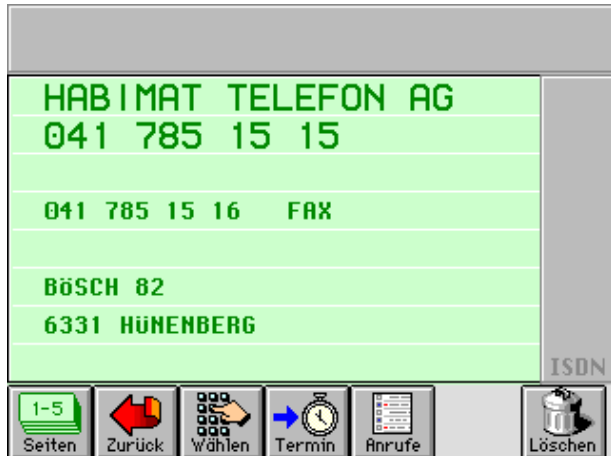 HABIMAT TELEFON AG
041 785 15 15
041 785 15 16 FAX
BöSCH 82
6331 HüNENBERG
ISDN
1-5
Seiten Zurück Wählen Termin Anrufe Löschen